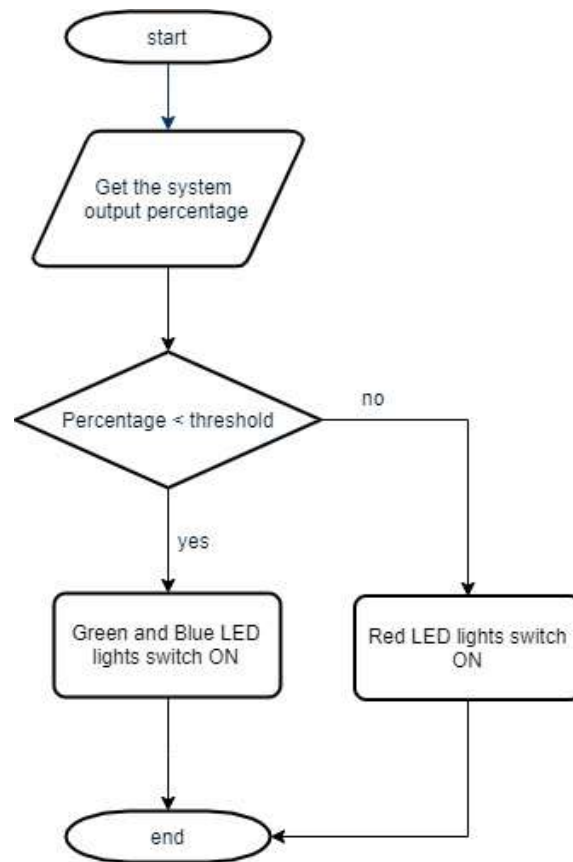 start
Get the system
output percentage
Percentage < threshold
no
yes
Green and Blue LED
lights switch ON
Red LED lights switch
ON
end